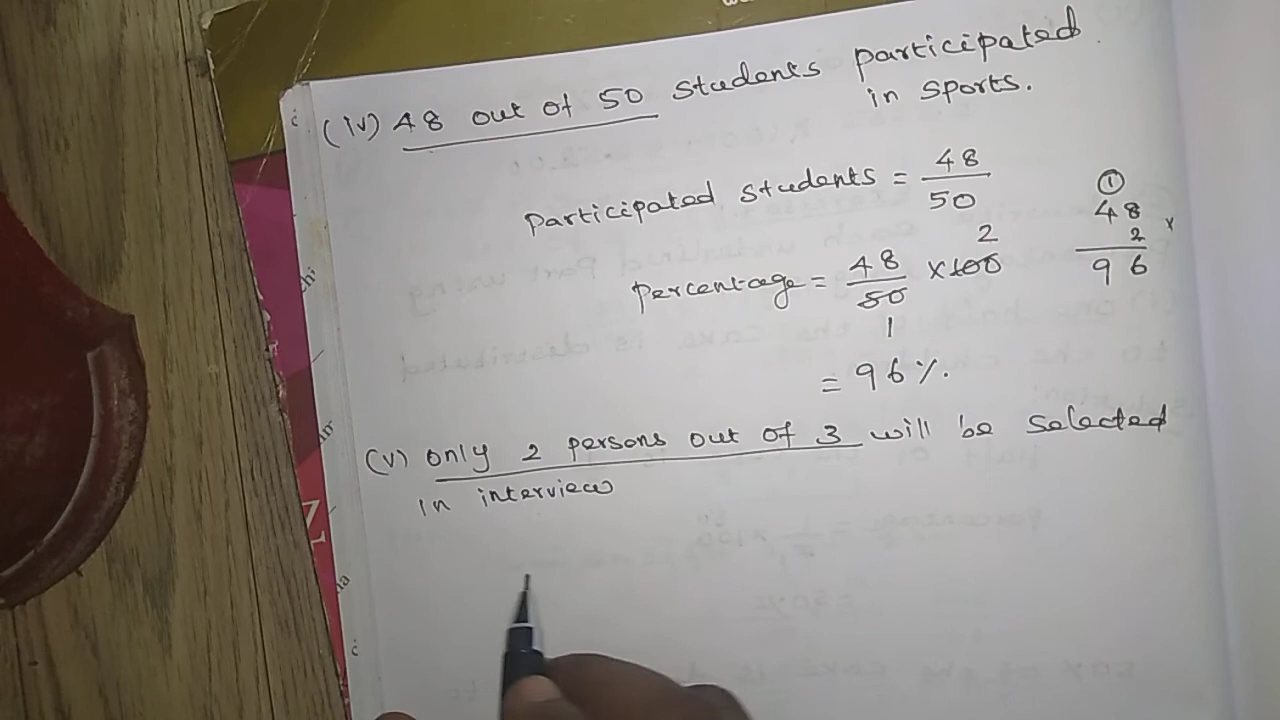 (iv) 48 out of 50 students participated
in sports.
Participated students = 48/50
Percentage = 48/50 × 100
2
1
= 96%.
①
48
2 ×
96
(v) only 2 persons out of 3 will be selected
in interview